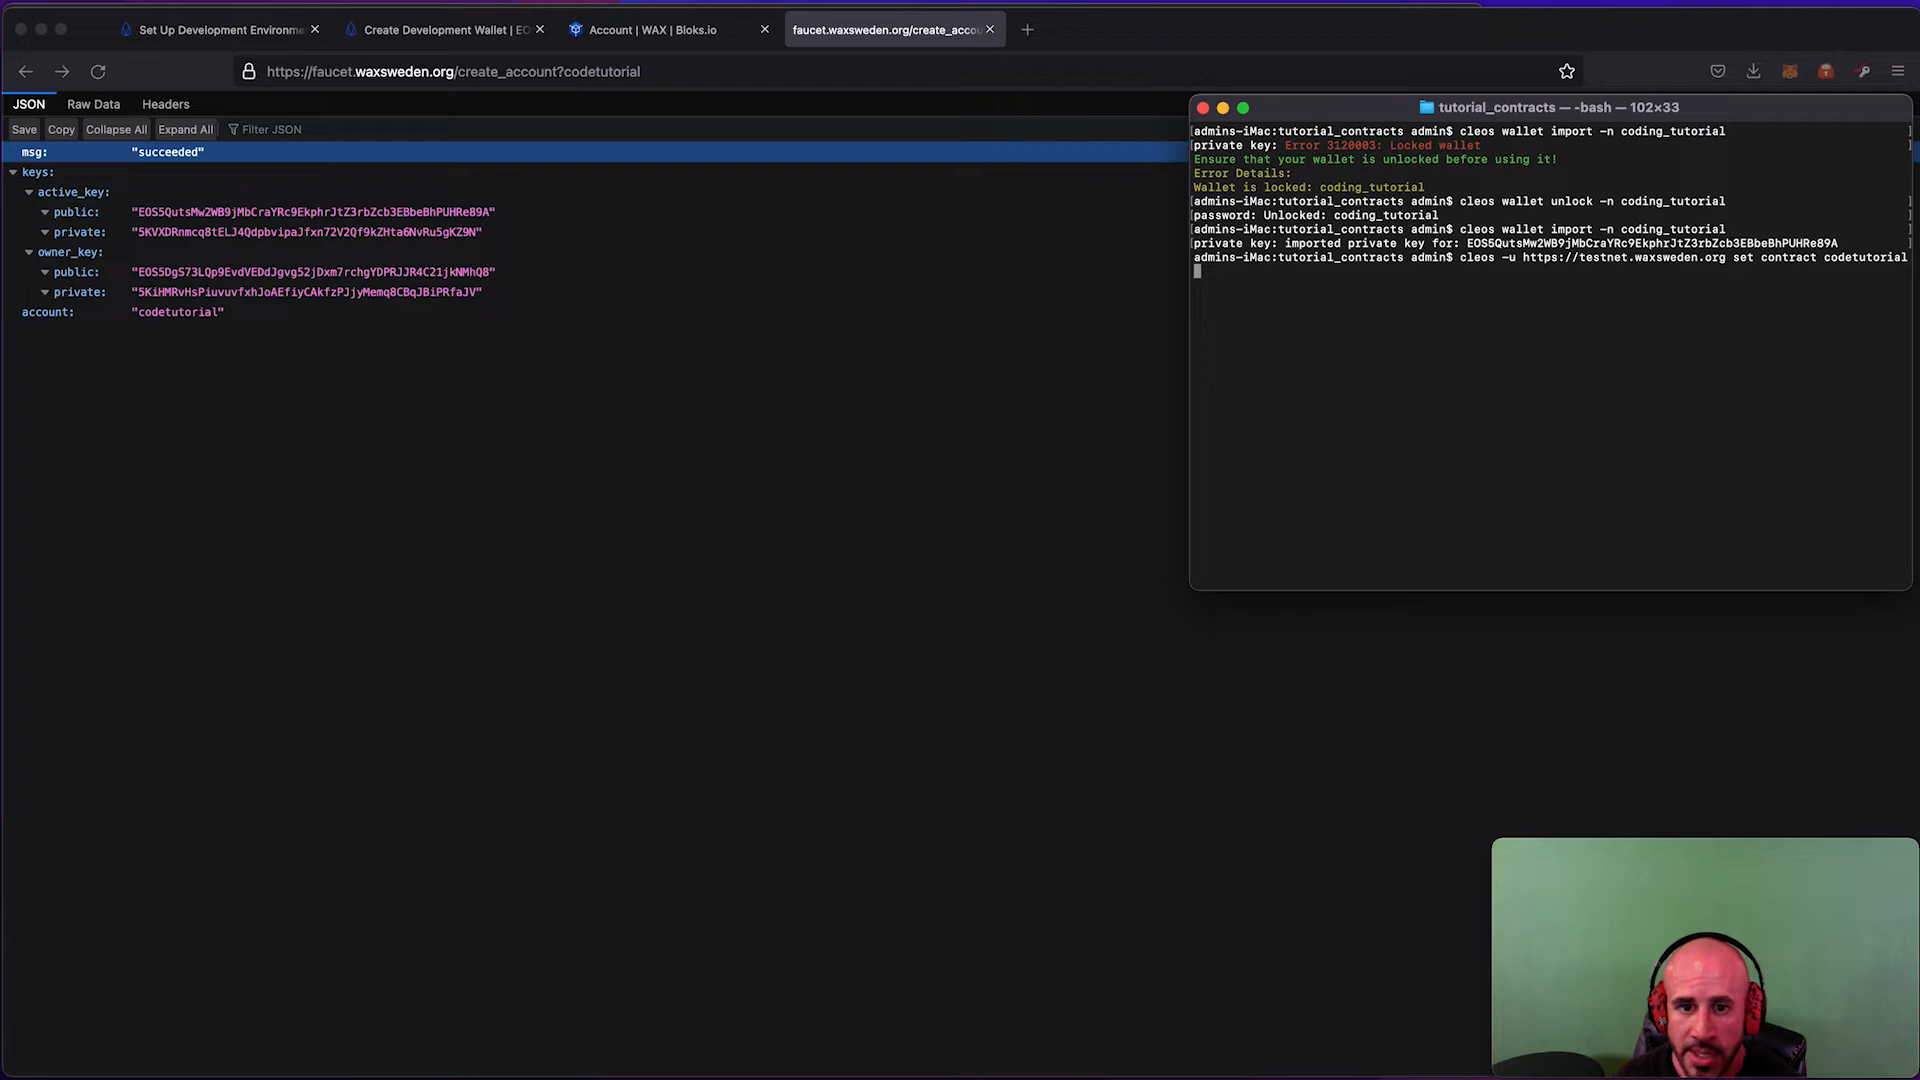 Set Up Development Environme
Create Development Wallet | EO
Account | WAX | Bloks.io
faucet.waxsweden.org/create_accou
https://faucet.waxsweden.org/create_account?codetutorial
JSON Raw Data Headers
Save Copy Collapse All Expand All Filter JSON
msg: "succeeded"
keys:
active_key:
public: "EOS5QutsMw2WB9jMbCraYRc9EkphrJtZ3rbZcb3EBbeBhPUHRe89A"
private: "5KVXDRnmcq8tELJ4QdpbvipaJfxn72V2Qf9kZHta6NvRu5gKZ9N"
owner_key:
public: "EOS5DgS73LQp9EvdVEDdJgvg52jDxm7rchgYDPRJJR4C21jkNMhQ8"
private: "5KiHMRvHsPiuvuvfxhJoAEfiyCAkfzPJjyMemq8CBqJBiPRfaJV"
account: "codetutorial"
tutorial_contracts — -bash — 102×33
[admins-iMac:tutorial_contracts admin$ cleos wallet import -n coding_tutorial ]
[private key: Error 3120003: Locked wallet ]
Ensure that your wallet is unlocked before using it!
Error Details:
Wallet is locked: coding_tutorial
[admins-iMac:tutorial_contracts admin$ cleos wallet unlock -n coding_tutorial ]
[password: Unlocked: coding_tutorial ]
[admins-iMac:tutorial_contracts admin$ cleos wallet import -n coding_tutorial ]
[private key: imported private key for: EOS5QutsMw2WB9jMbCraYRc9EkphrJtZ3rbZcb3EBbeBhPUHRe89A ]
admins-iMac:tutorial_contracts admin$ cleos -u https://testnet.waxsweden.org set contract codetutorial